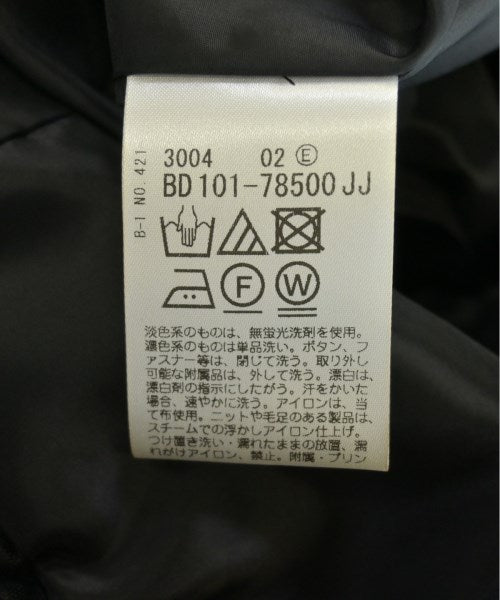 B-I NO.421
3004 02 Ⓔ
BD101-78500JJ
F W
淡色系のものは、無蛍光洗剤を使用。
濃色系のものは単品洗い。ボタン、フ
ァスナー等は、閉じて洗う。取り外し
可能な附属品は、外して洗う。漂白は、
漂白剤の指示にしたがう。汗をかいた
場合、速やかに洗う。アイロンは、当
て布使用。ニットや毛足のある製品は、
スチームでの浮かしアイロン仕上げ。
つけ置き洗い・濡れたままの放置、濡
れがけアイロン、禁止。附属・プリン